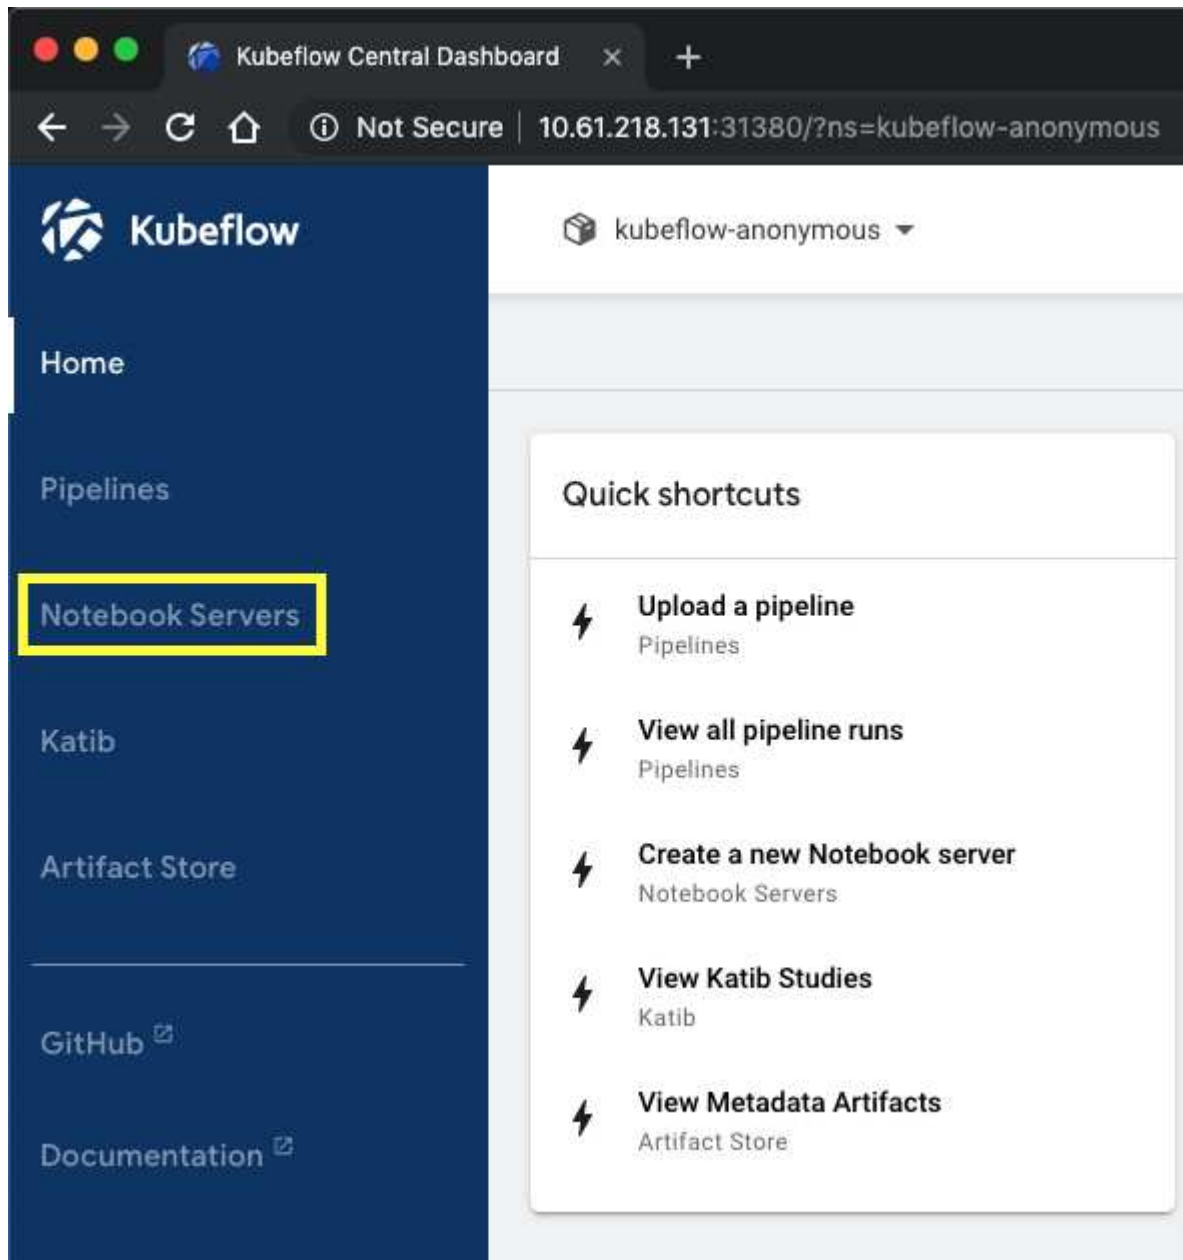 Kubeflow Central Dashboard
Not Secure | 10.61.218.131:31380/?ns=kubeflow-anonymous
Kubeflow
kubeflow-anonymous
Home
Pipelines
Notebook Servers
Katib
Artifact Store
GitHub
Documentation
Quick shortcuts
Upload a pipeline
Pipelines
View all pipeline runs
Pipelines
Create a new Notebook server
Notebook Servers
View Katib Studies
Katib
View Metadata Artifacts
Artifact Store